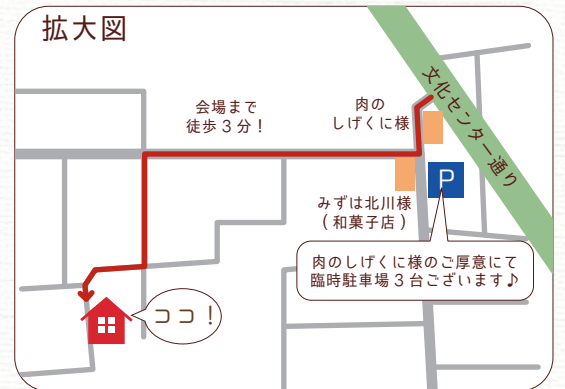 拡大図
会場まで
徒歩3分！
肉の
しげくに様
文化センター通り
P
みずは北川様
(和菓子店)
肉のしげくに様のご厚意にて
臨時駐車場3台ございます♪
ココ！